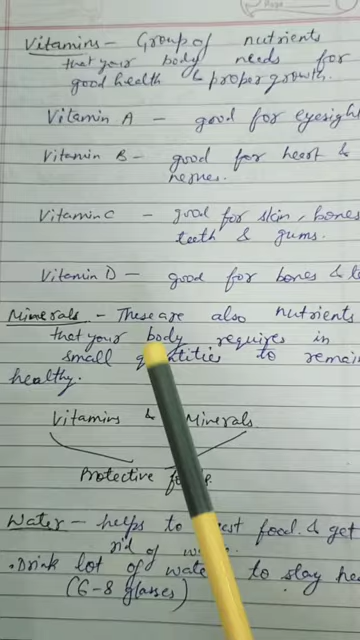 Vitamins - Group of nutrients
that your body needs for
good health & proper growth.
Vitamin A - good for eyesigh
Vitamin B - good for heart &
nerves.
Vitamin C - good for skin, bones
teeth & gums.
Vitamin D - good for bones &
Minerals - These are also nutrients
that your body requires in
small to remai
healthy.
Vitamins & Minerals
Protective
Water - helps to food & get
rid of
. Drink lot of to stay
(6-8 glasses)